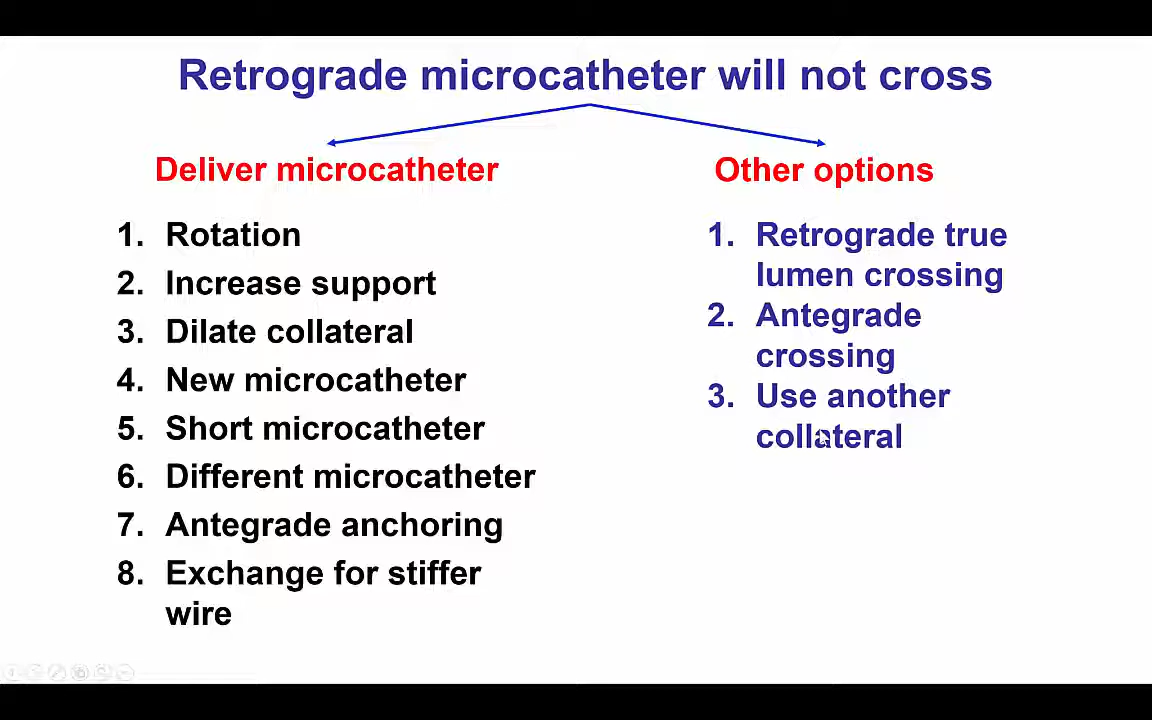 Retrograde microcatheter will not cross
Deliver microcatheter
1. Rotation
2. Increase support
3. Dilate collateral
4. New microcatheter
5. Short microcatheter
6. Different microcatheter
7. Antegrade anchoring
8. Exchange for stiffer
wire
Other options
1. Retrograde true
lumen crossing
2. Antegrade
crossing
3. Use another
collateral